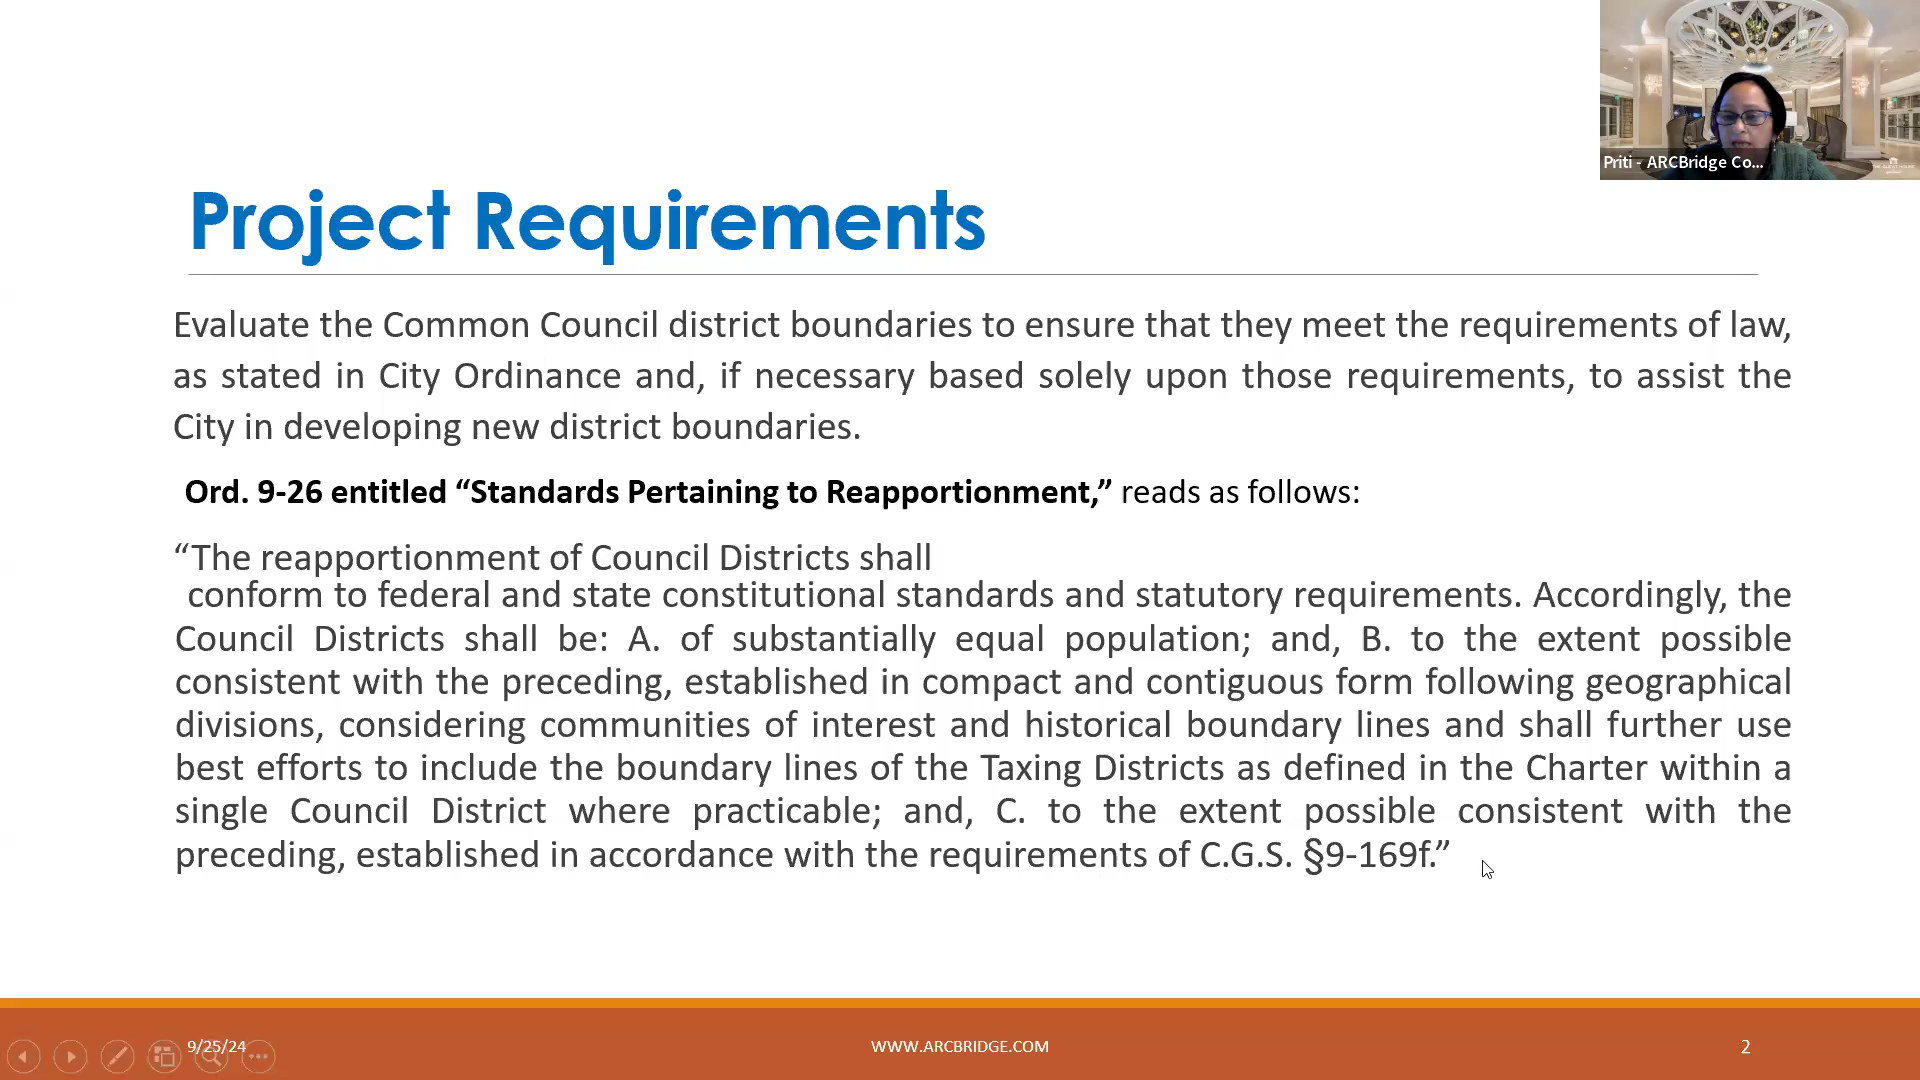 Priti - ARCBridge Co...
Project Requirements
Evaluate the Common Council district boundaries to ensure that they meet the requirements of law,
as stated in City Ordinance and, if necessary based solely upon those requirements, to assist the
City in developing new district boundaries.
Ord. 9-26 entitled “Standards Pertaining to Reapportionment,” reads as follows:
“The reapportionment of Council Districts shall
conform to federal and state constitutional standards and statutory requirements. Accordingly, the
Council Districts shall be: A. of substantially equal population; and, B. to the extent possible
consistent with the preceding, established in compact and contiguous form following geographical
divisions, considering communities of interest and historical boundary lines and shall further use
best efforts to include the boundary lines of the Taxing Districts as defined in the Charter within a
single Council District where practicable; and, C. to the extent possible consistent with the
preceding, established in accordance with the requirements of C.G.S. §9-169f.”
9/25/24
WWW.ARCBRIDGE.COM
2